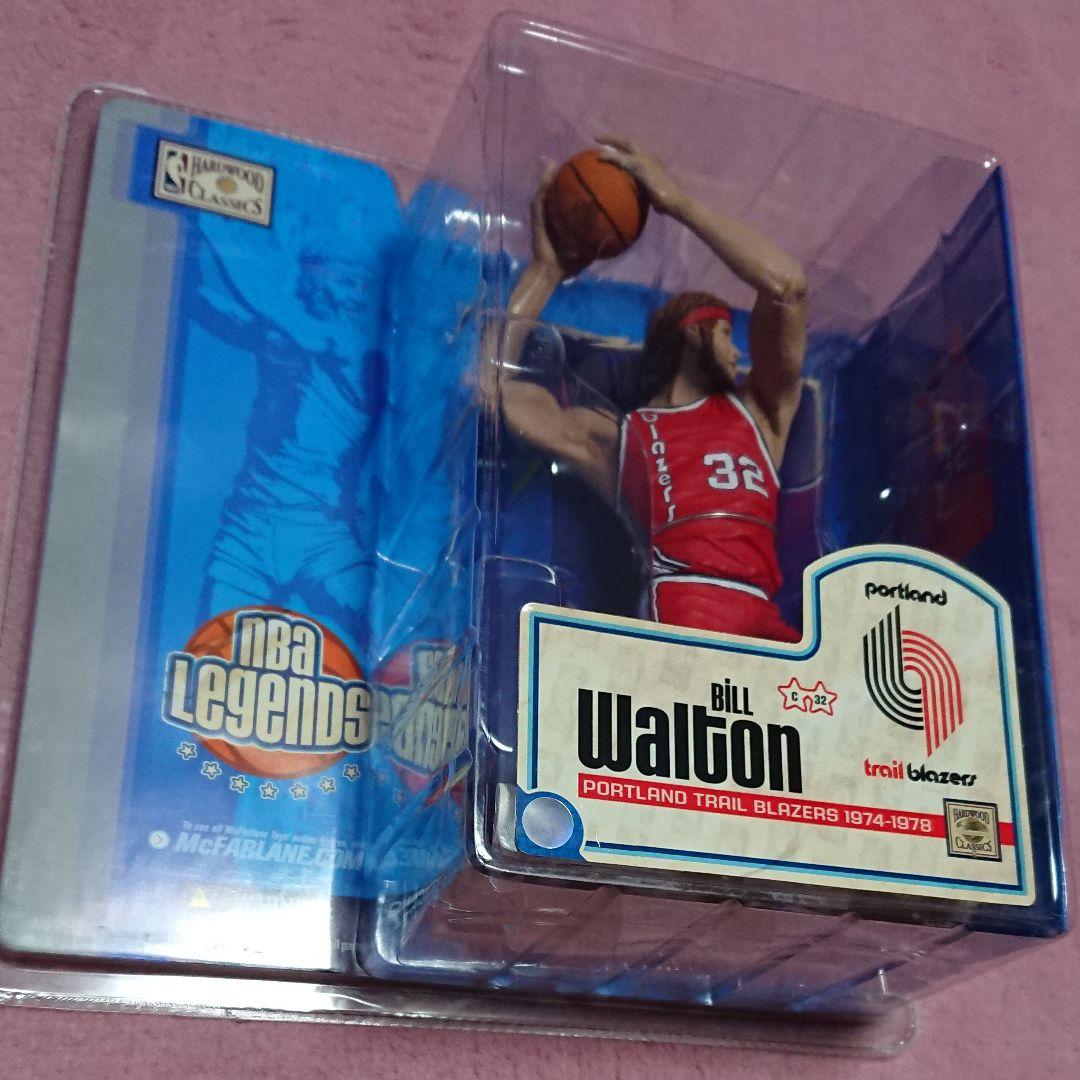 HARDWOOD
CLASSICS
Blazers
32
NBA
Legends
McFARLANE.COM
portland
BiLL
C 32
Walton
trail blazers
PORTLAND TRAIL BLAZERS 1974-1978
HARDWOOD
CLASSICS